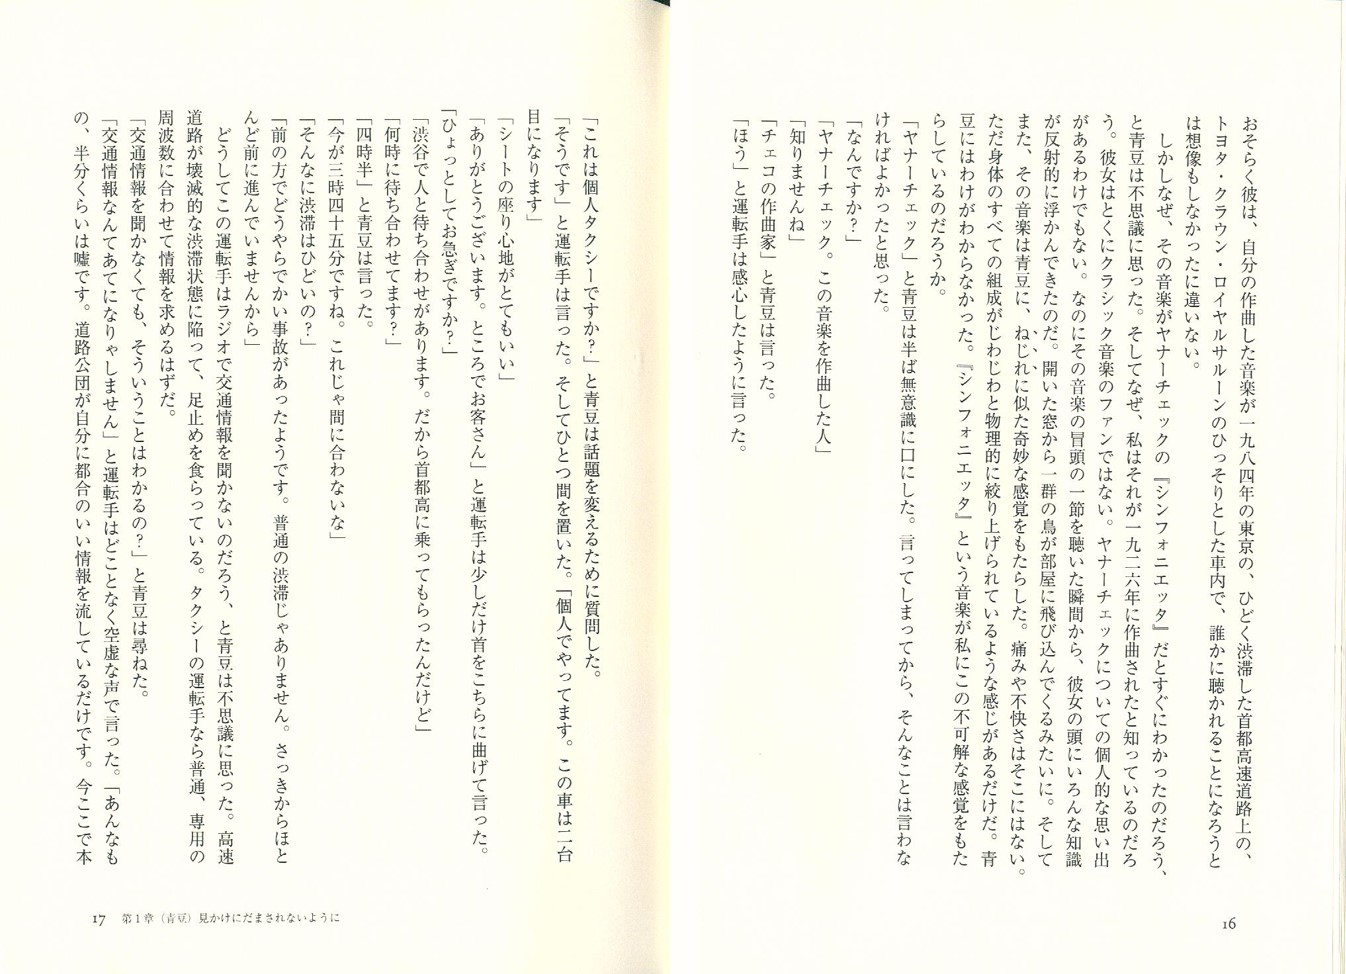 おそらく彼は、自分の作曲した音楽が一九八四年の東京の、ひどく渋滞した首都高速道路上の、
トヨタ・クラウン・ロイヤルサルーンのひっそりとした車内で、誰かに聴かれることになろうと
は想像もしなかったに違いない。
しかしなぜ、その音楽がヤナーチェックの『シンフォニエッタ』だとすぐにわかったのだろう、
と青豆は不思議に思った。そしてなぜ、私はそれが一九二六年に作曲されたと知っているのだろ
う。彼女はとくにクラシック音楽のファンではない。ヤナーチェックについての個人的な思い出
があるわけでもない。なのにその音楽の冒頭の一節を聴いた瞬間から、彼女の頭にいろんな知識
が反射的に浮かんできたのだ。開いた窓から一群の鳥が部屋に飛び込んでくるみたいに。そして
また、その音楽は青豆に、ねじれに似た奇妙な感覚をもたらした。痛みや不快さはそこにはない。
ただ身体のすべての組成がじわじわと物理的に絞り上げられているような感じがあるだけだ。青
豆にはわけがわからなかった。『シンフォニエッタ』という音楽が私にこの不可解な感覚をもた
らしているのだろうか。
「ヤナーチェック」と青豆は半ば無意識に口にした。言ってしまってから、そんなことは言わな
ければよかったと思った。
「なんですか？」
「ヤナーチェック。この音楽を作曲した人」
「知りませんね」
「チェコの作曲家」と青豆は言った。
「ほう」と運転手は感心したように言った。
16
「これは個人タクシーですか？」と青豆は話題を変えるために質問した。
「そうです」と運転手は言った。そしてひとつ間を置いた。「個人でやってます。この車は二台
目になります」
「シートの座り心地がとてもいい」
「ありがとうございます。ところでお客さん」と運転手は少しだけ首をこちらに曲げて言った。
「ひょっとしてお急ぎですか？」
「渋谷で人と待ち合わせがあります。だから首都高に乗ってもらったんだけど」
「何時に待ち合わせてます？」
「四時半」と青豆は言った。
「今が三時四十五分ですね。これじゃ間に合わないな」
「そんなに渋滞はひどいの？」
「前の方でどうやらでかい事故があったようです。普通の渋滞じゃありません。さっきからほと
んど前に進んでいませんから」
どうしてこの運転手はラジオで交通情報を聞かないのだろう、と青豆は不思議に思った。高速
道路が壊滅的な渋滞状態に陥って、足止めを食らっている。タクシーの運転手なら普通、専用の
周波数に合わせて情報を求めるはずだ。
「交通情報を聞かなくても、そういうことはわかるの？」と青豆は尋ねた。
「交通情報なんてあてになりゃしません」と運転手はどことなく空虚な声で言った。「あんなも
の、半分くらいは嘘です。道路公団が自分に都合のいい情報を流しているだけです。今ここで本
17 第1章（青豆）見かけにだまされないように